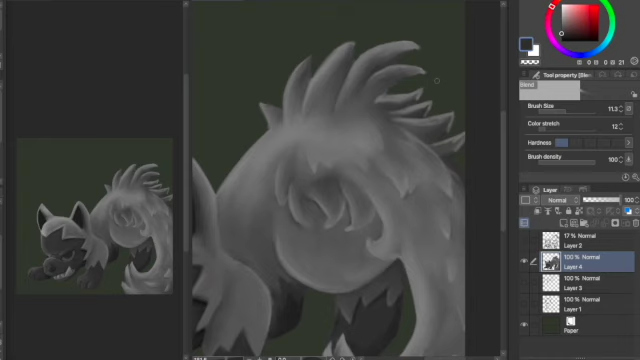 Tool property [Blen
Blend
Brush Size 11.3
Color stretch 12
Hardness
Brush density 100
Layer
Normal 100
17 % Normal
Layer 2
100 % Normal
Layer 4
100 % Normal
Layer 3
100 % Normal
Layer 1
Paper